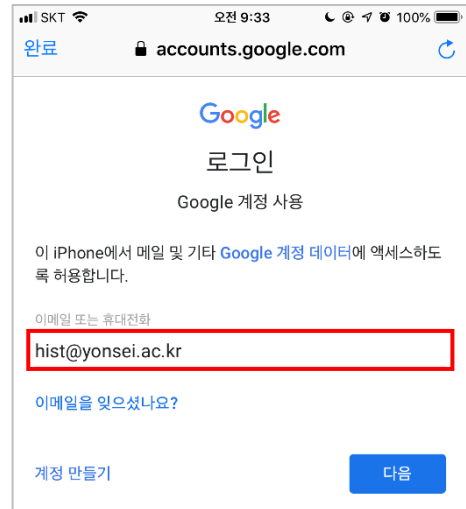 SKT 오전 9:33 100%
완료 accounts.google.com
Google
로그인
Google 계정 사용
이 iPhone에서 메일 및 기타 Google 계정 데이터에 액세스하도
록 허용합니다.
이메일 또는 휴대전화
hist@yonsei.ac.kr
이메일을 잊으셨나요?
계정 만들기 다음